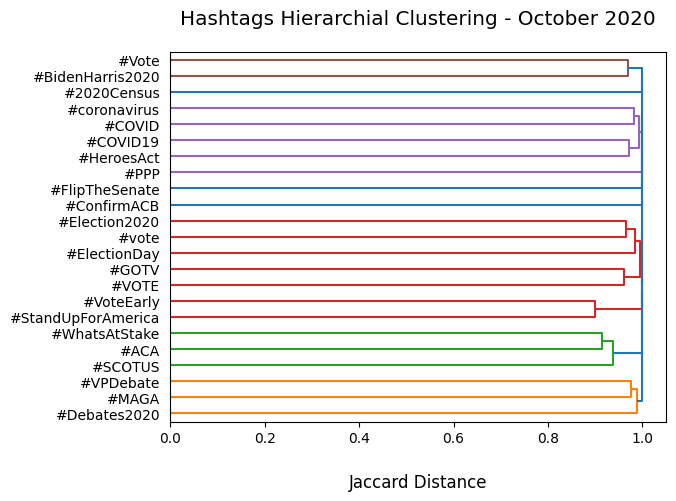 Hashtags Hierarchial Clustering - October 2020
#Vote
#BidenHarris2020
#2020Census
#coronavirus
#COVID
#COVID19
#HeroesAct
#PPP
#FlipTheSenate
#ConfirmACB
#Election2020
#vote
#ElectionDay
#GOTV
#VOTE
#VoteEarly
#StandUpForAmerica
#WhatsAtStake
#ACA
#SCOTUS
#VPDebate
#MAGA
#Debates2020
0.0 0.2 0.4 0.6 0.8 1.0
Jaccard Distance